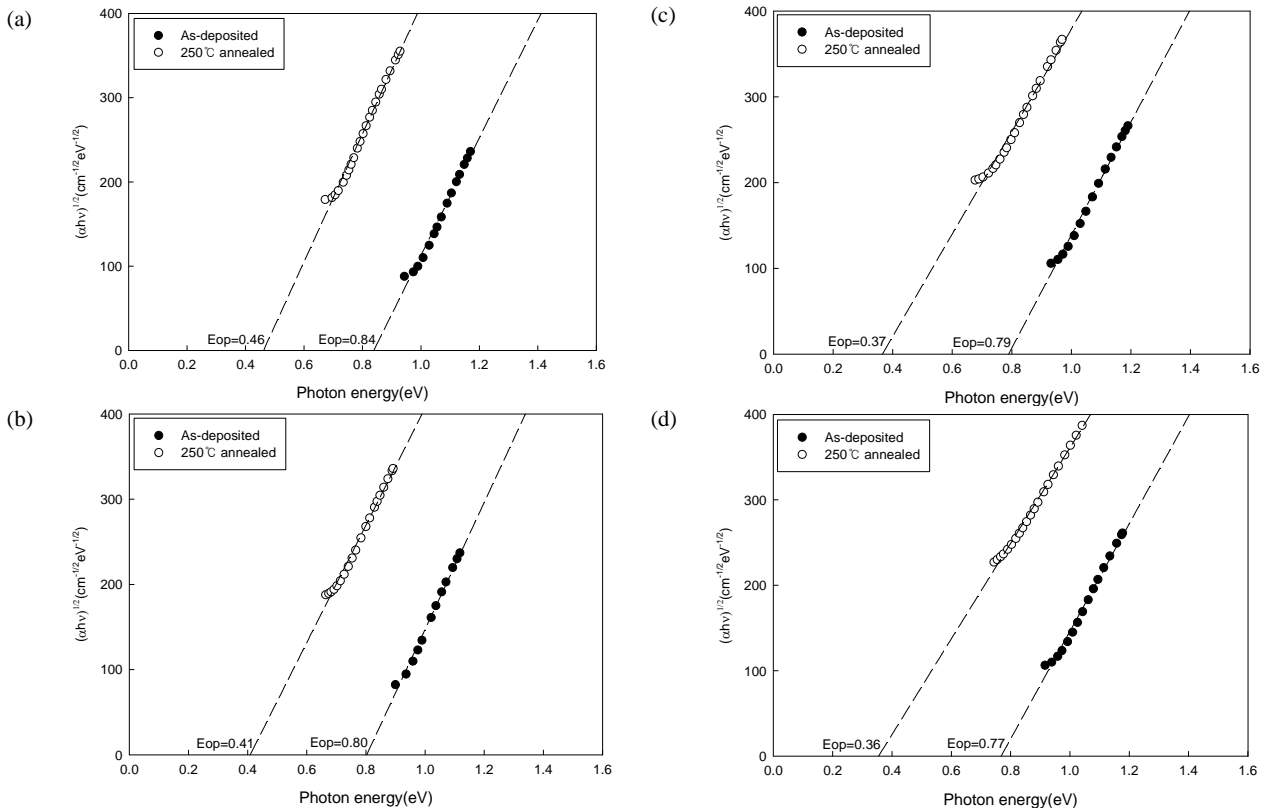 (a)
As-deposited
250℃ annealed
(αhν)^1/2(cm^-1/2eV^-1/2)
400
300
200
100
0
Eop=0.46
Eop=0.84
0.0 0.2 0.4 0.6 0.8 1.0 1.2 1.4 1.6
Photon energy(eV)
(c)
As-deposited
250℃ annealed
(αhν)^1/2(cm^-1/2eV^-1/2)
400
300
200
100
0
Eop=0.37
Eop=0.79
0.0 0.2 0.4 0.6 0.8 1.0 1.2 1.4 1.6
Photon energy(eV)
(b)
As-deposited
250℃ annealed
(αhν)^1/2(cm^-1/2eV^-1/2)
400
300
200
100
0
Eop=0.41
Eop=0.80
0.0 0.2 0.4 0.6 0.8 1.0 1.2 1.4 1.6
Photon energy(eV)
(d)
As-deposited
250℃ annealed
(αhν)^1/2(cm^-1/2eV^-1/2)
400
300
200
100
0
Eop=0.36
Eop=0.77
0.0 0.2 0.4 0.6 0.8 1.0 1.2 1.4 1.6
Photon energy(eV)